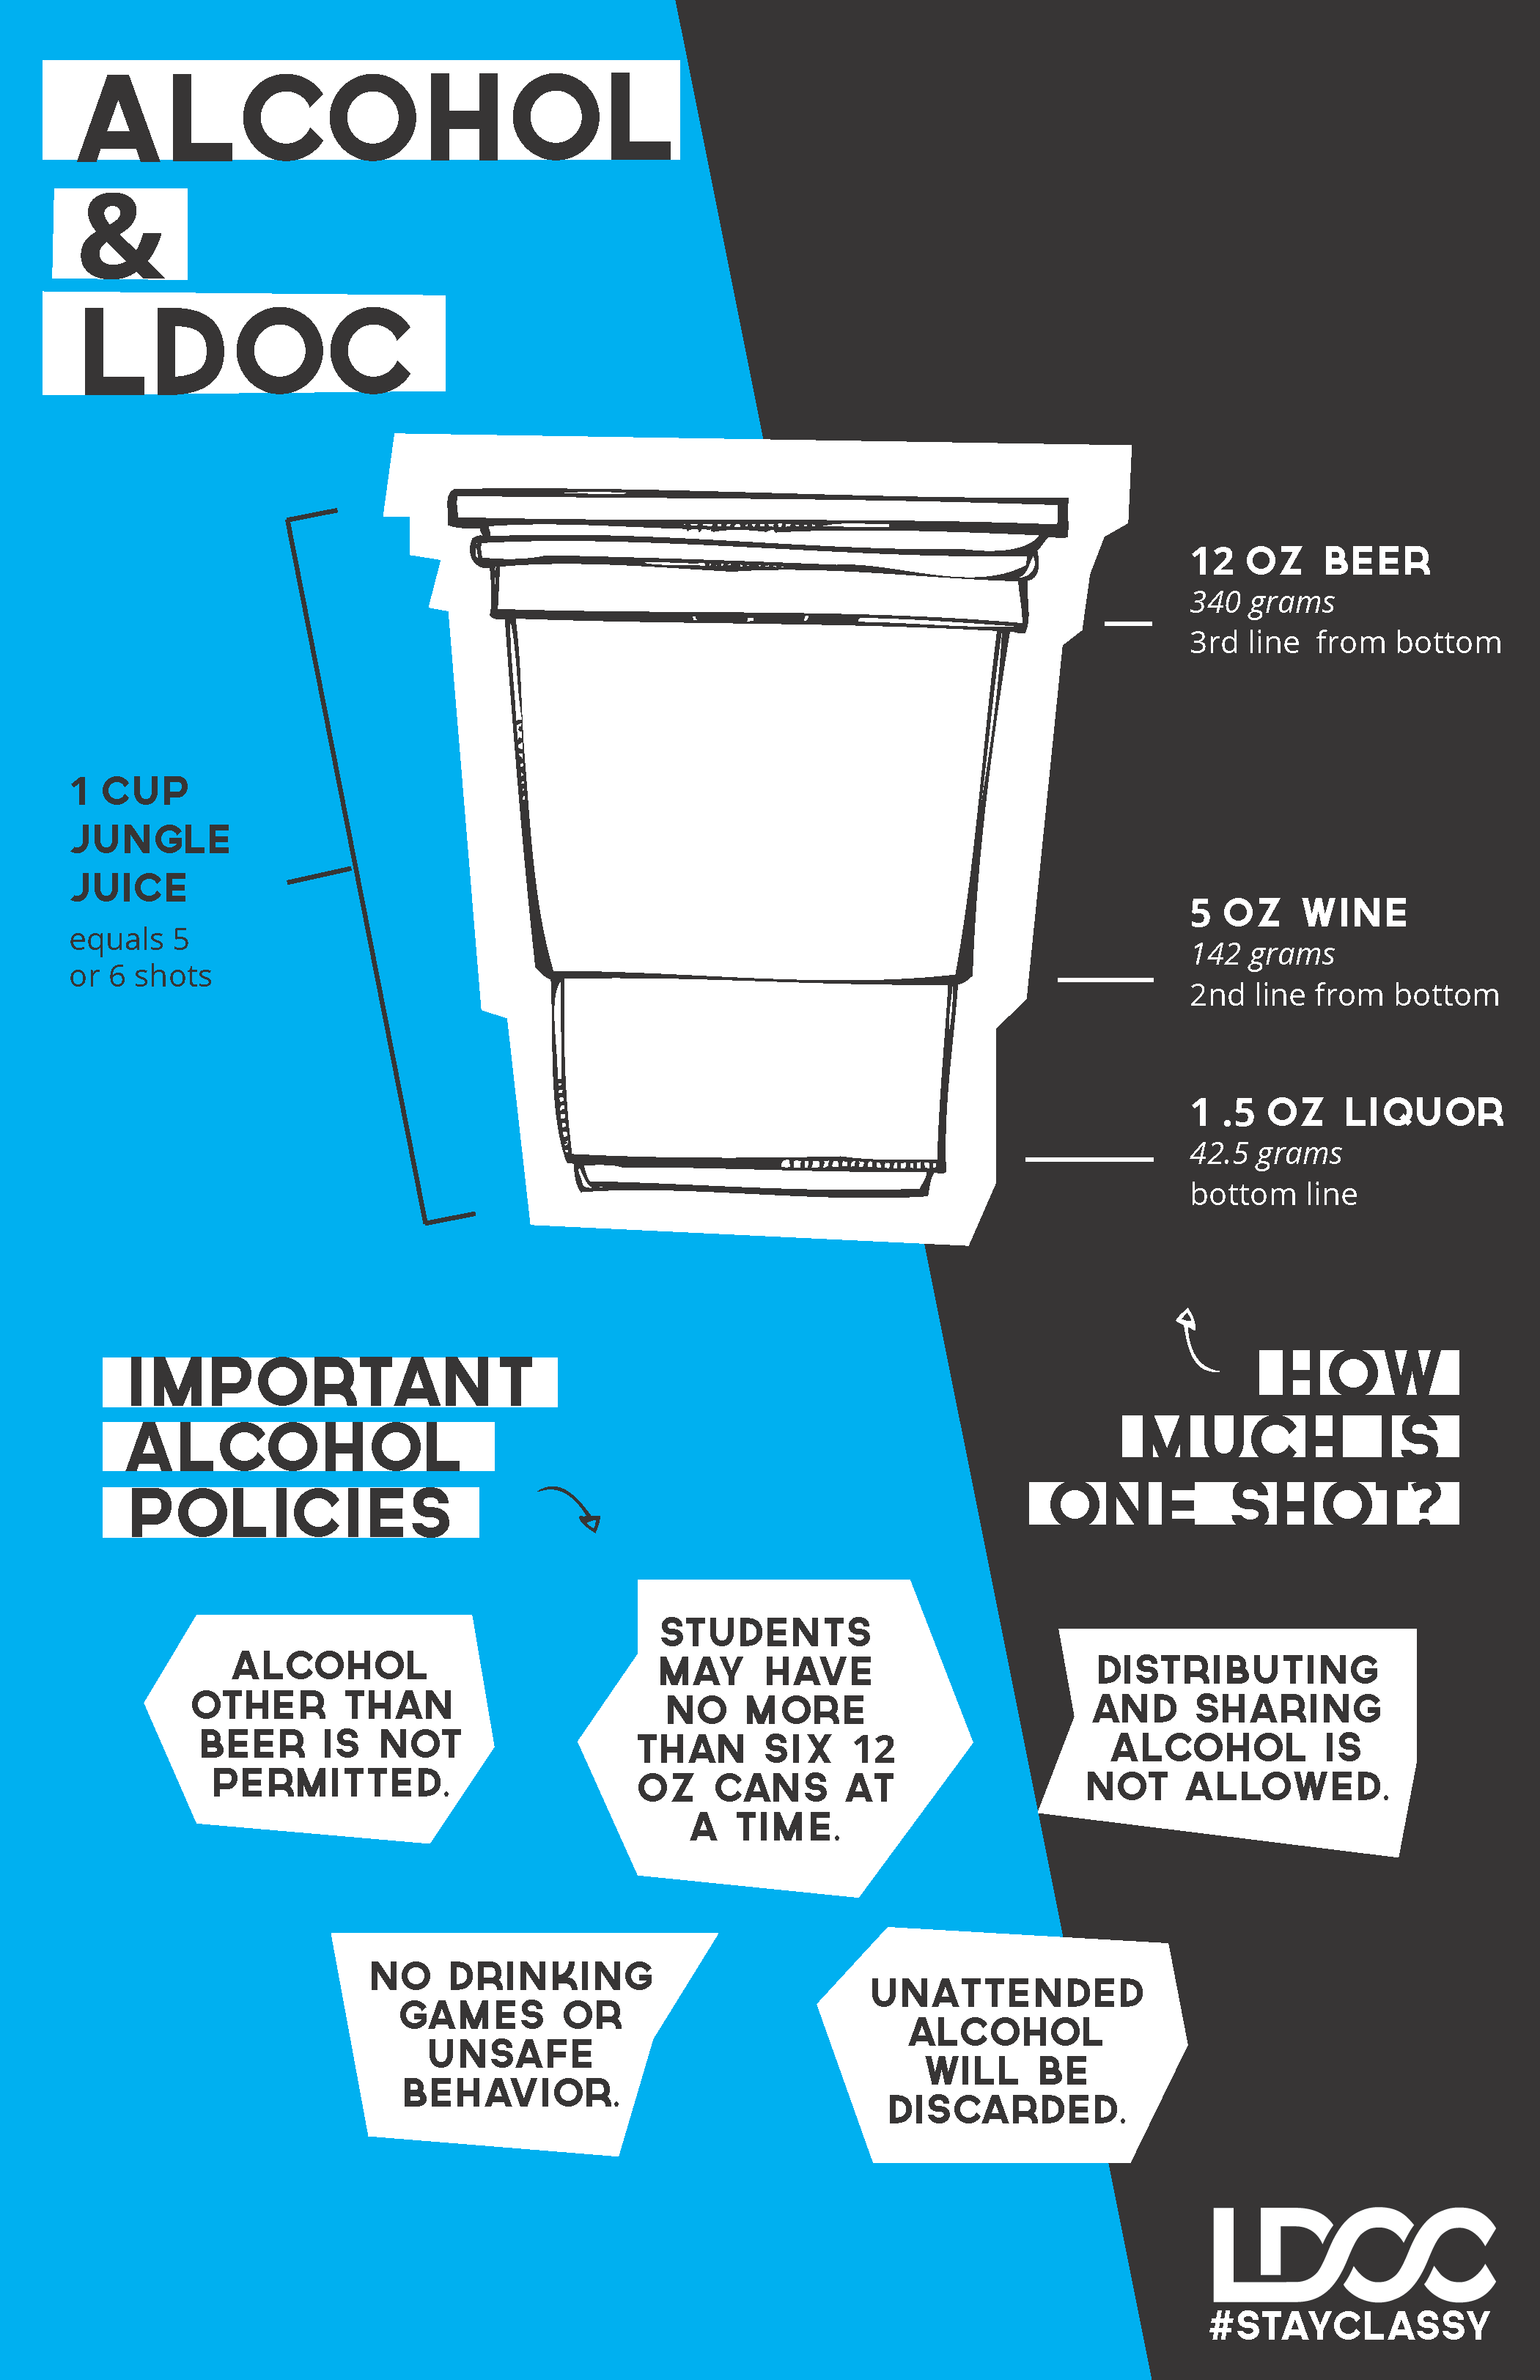 ALCOHOL
&
LDOC
12 OZ BEER
340 grams
3rd line from bottom
1 CUP
JUNGLE
JUICE
equals 5
or 6 shots
5 OZ WINE
142 grams
2nd line from bottom
1 .5 OZ LIQUOR
42.5 grams
bottom line
HOW
MUCH IS
ONE SHOT?
IMPORTANT
ALCOHOL
POLICIES
ALCOHOL
OTHER THAN
BEER IS NOT
PERMITTED.
STUDENTS
MAY HAVE
NO MORE
THAN SIX 12
OZ CANS AT
A TIME.
DISTRIBUTING
AND SHARING
ALCOHOL IS
NOT ALLOWED.
NO DRINKING
GAMES OR
UNSAFE
BEHAVIOR.
UNATTENDED
ALCOHOL
WILL BE
DISCARDED.
LDOC
#STAYCLASSY